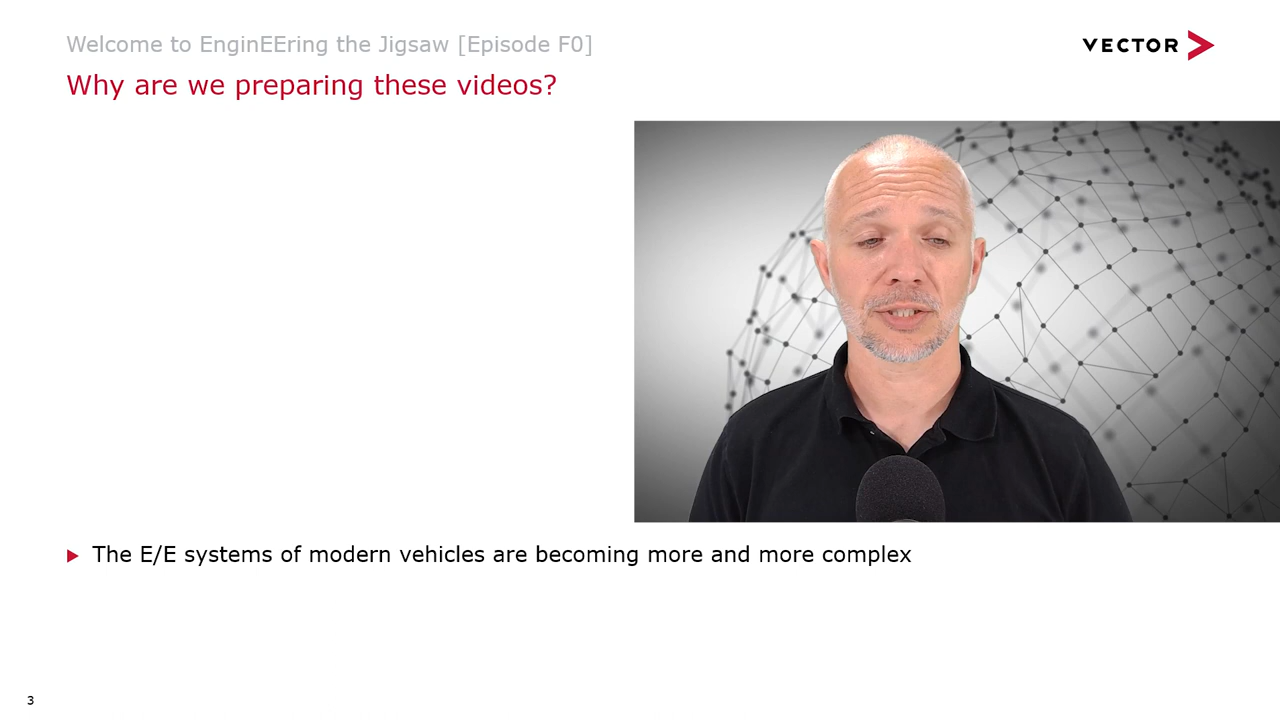 Welcome to EnginEEring the Jigsaw [Episode F0]
VECTOR
Why are we preparing these videos?
The E/E systems of modern vehicles are becoming more and more complex
3